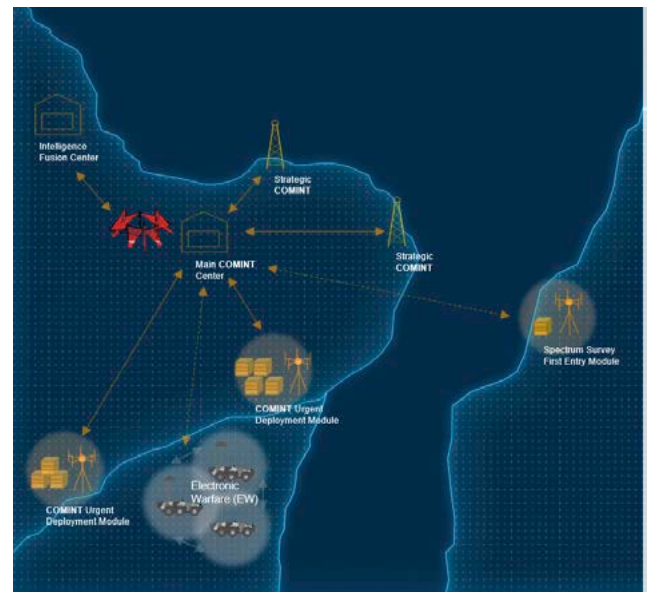 Intelligence
Fusion Center
Strategic
COMINT
Main COMINT
Center
Strategic
COMINT
Spectrum Survey
First Entry Module
COMINT Urgent
Deployment Module
Electronic
Warfare (EW)
COMINT Urgent
Deployment Module